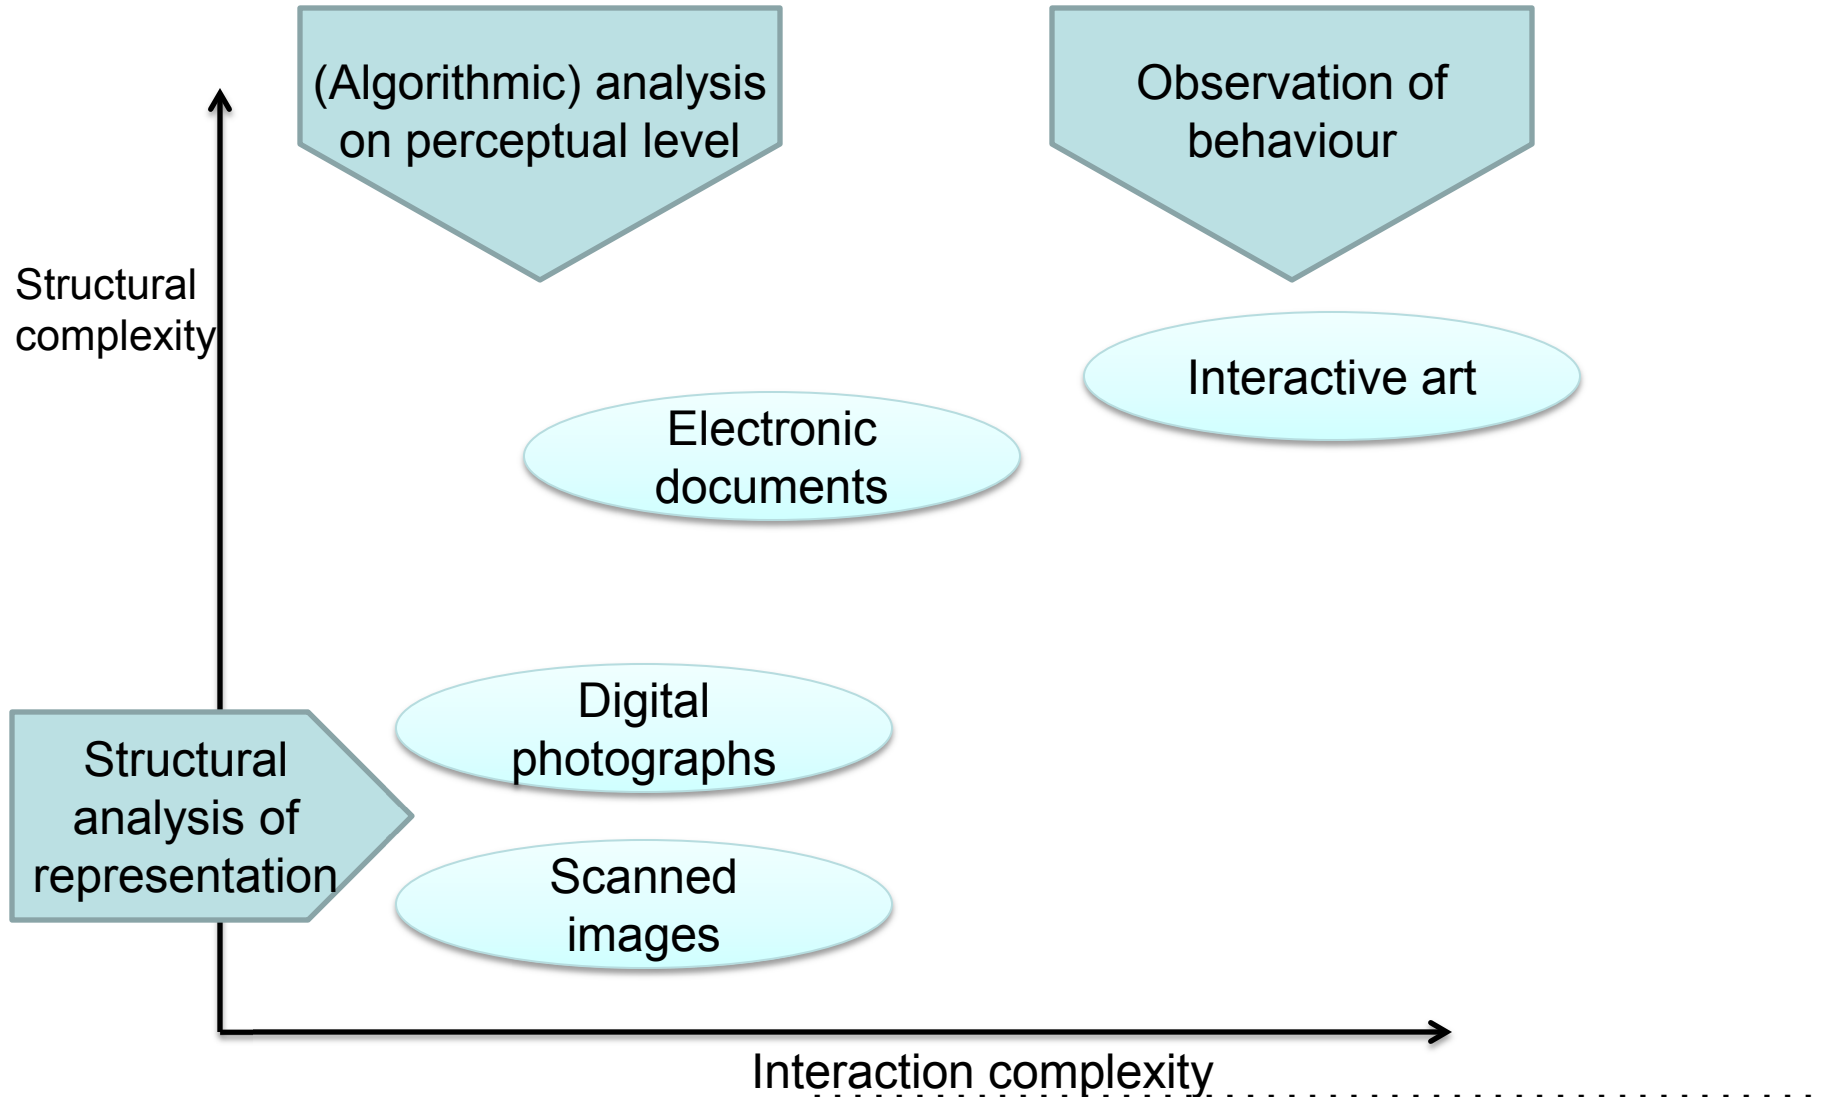 (Algorithmic) analysis
on perceptual level
Observation of
behaviour
Structural
complexity
Interactive art
Electronic
documents
Digital
photographs
Structural
analysis of
representation
Scanned
images
Interaction complexity